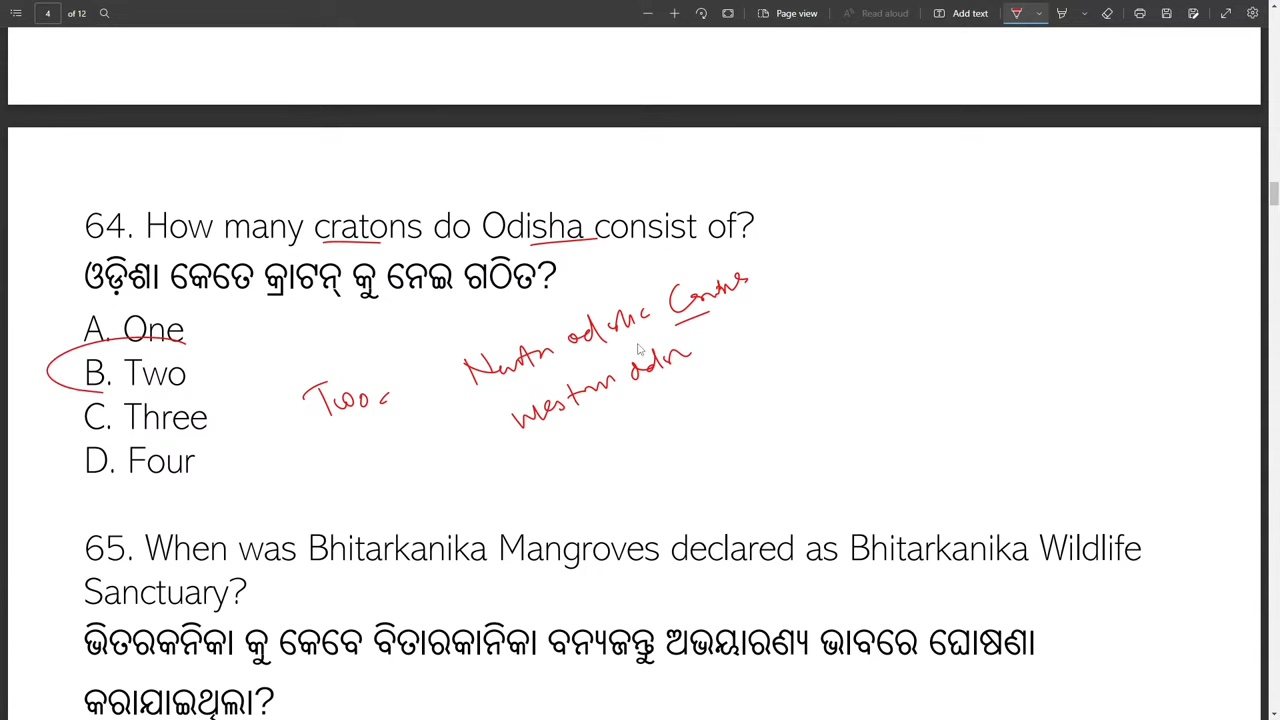 4 of 12 Page view Read aloud Add text
64. How many cratons do Odisha consist of?
ଓଡ଼ିଶା କେତେ କ୍ରାଟନ୍ କୁ ନେଇ ଗଠିତ?
A. One
B. Two
C. Three
D. Four
Two
65. When was Bhitarkanika Mangroves declared as Bhitarkanika Wildlife
Sanctuary?
ଭିତରକନିକା କୁ କେବେ ବିତାରକାନିକା ବନ୍ୟଜନ୍ତୁ ଅଭୟାରଣ୍ୟ ଭାବରେ ଘୋଷଣା
କରାଯାଇଥିଲା?